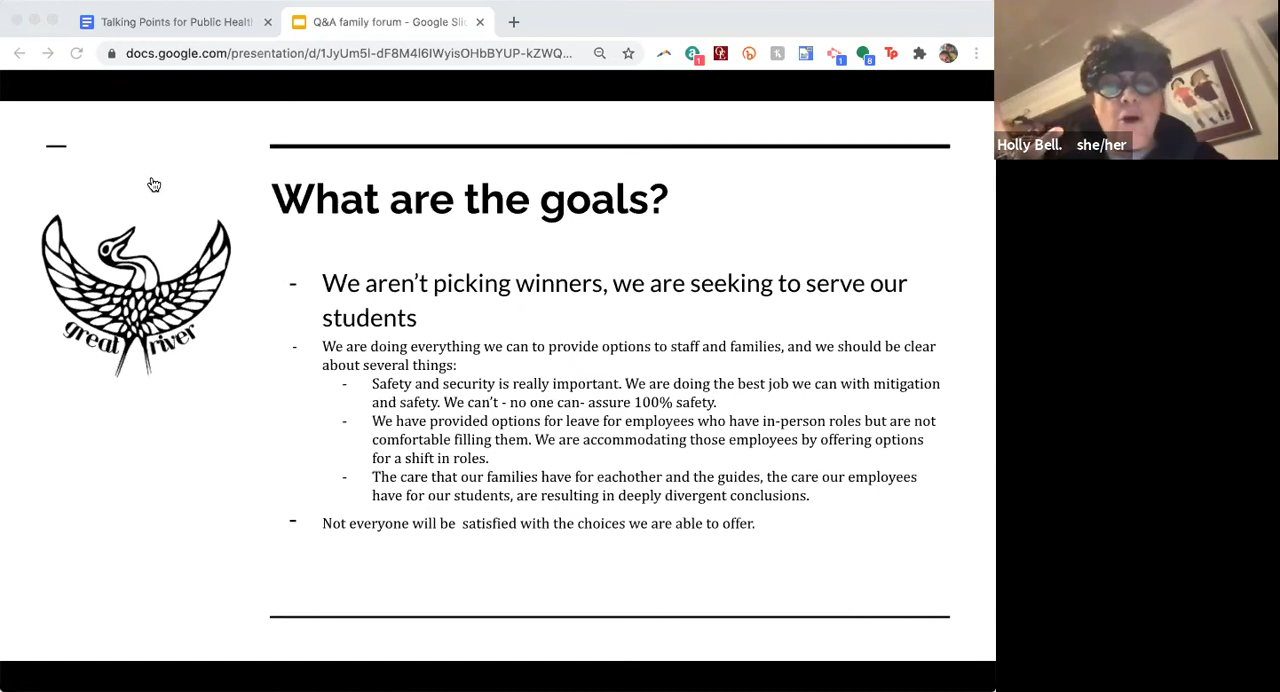 Talking Points for Public Healt
Q&A family forum - Google Slid
docs.google.com/presentation/d/1JyUm5l-dF8M4l6IWyisOHbBYUP-kZWQ...
1
1
8
Holly Bell. she/her
great river
What are the goals?
- We aren’t picking winners, we are seeking to serve our
students
- We are doing everything we can to provide options to staff and families, and we should be clear
about several things:
- Safety and security is really important. We are doing the best job we can with mitigation
and safety. We can’t - no one can- assure 100% safety.
- We have provided options for leave for employees who have in-person roles but are not
comfortable filling them. We are accommodating those employees by offering options
for a shift in roles.
- The care that our families have for eachother and the guides, the care our employees
have for our students, are resulting in deeply divergent conclusions.
- Not everyone will be satisfied with the choices we are able to offer.